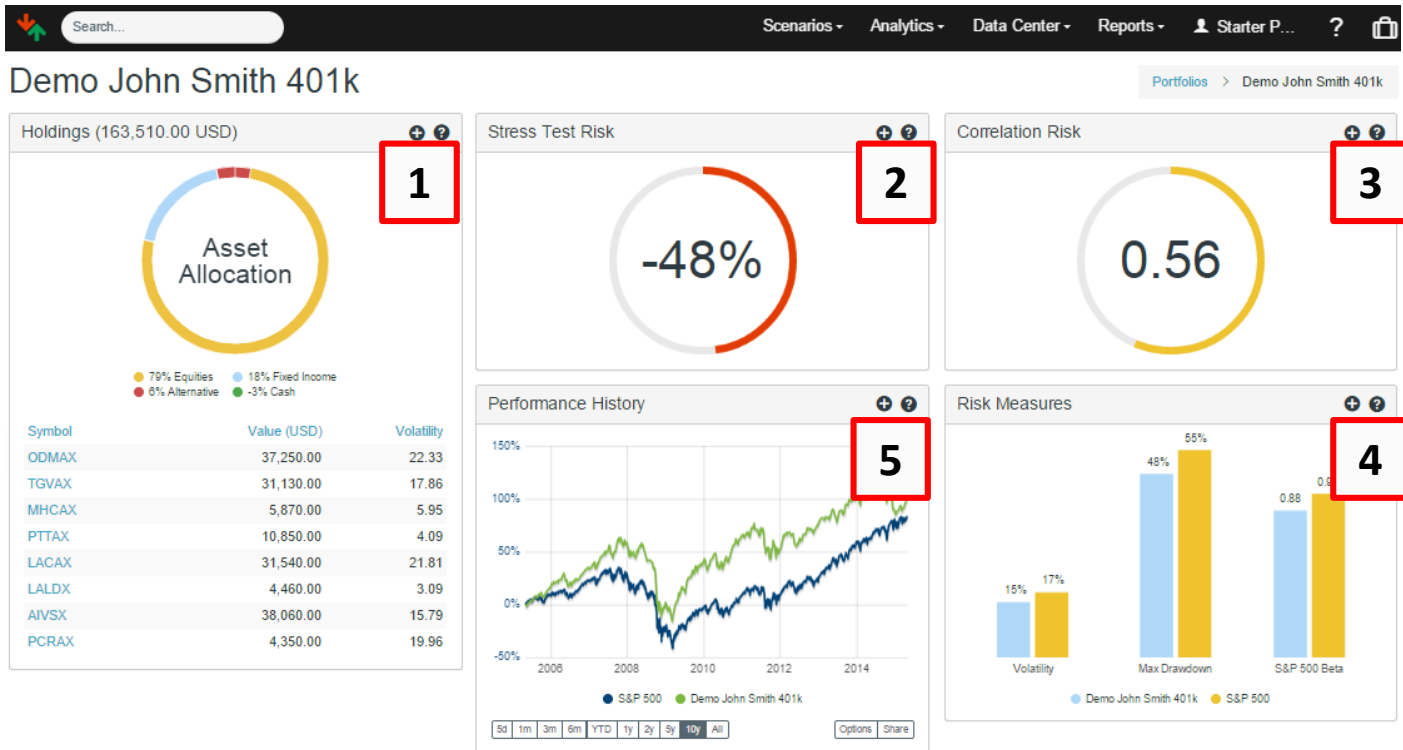 Search...
Scenarios Analytics Data Center Reports Starter P... ?
Demo John Smith 401k
Portfolios > Demo John Smith 401k
Holdings (163,510.00 USD)
1
Asset
Allocation
79% Equities 18% Fixed Income
6% Alternative -3% Cash
Symbol Value (USD) Volatility
ODMAX 37,250.00 22.33
TGVAX 31,130.00 17.86
MHCAX 5,870.00 5.95
PTTAX 10,850.00 4.09
LACAX 31,540.00 21.81
LALDX 4,460.00 3.09
AIVSX 38,060.00 15.79
PCRAX 4,350.00 19.96
Stress Test Risk
2
-48%
Correlation Risk
3
0.56
Performance History
5
150%
100%
50%
0%
-50%
2006 2008 2010 2012 2014
S&P 500 Demo John Smith 401k
5d 1m 3m 6m YTD 1y 2y 5y 10y All Options Share
Risk Measures
4
55%
48%
0.88
15% 17%
Volatility Max Drawdown S&P 500 Beta
Demo John Smith 401k S&P 500